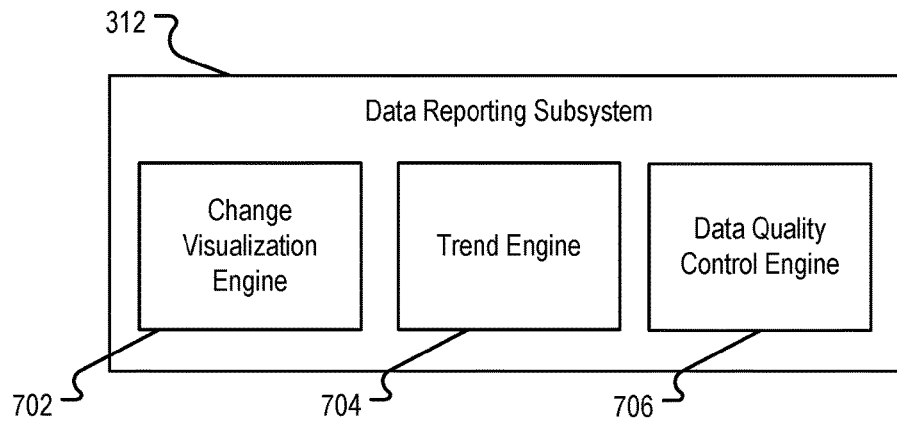 312
Data Reporting Subsystem
Change
Visualization
Engine
Trend Engine
Data Quality
Control Engine
702
704
706